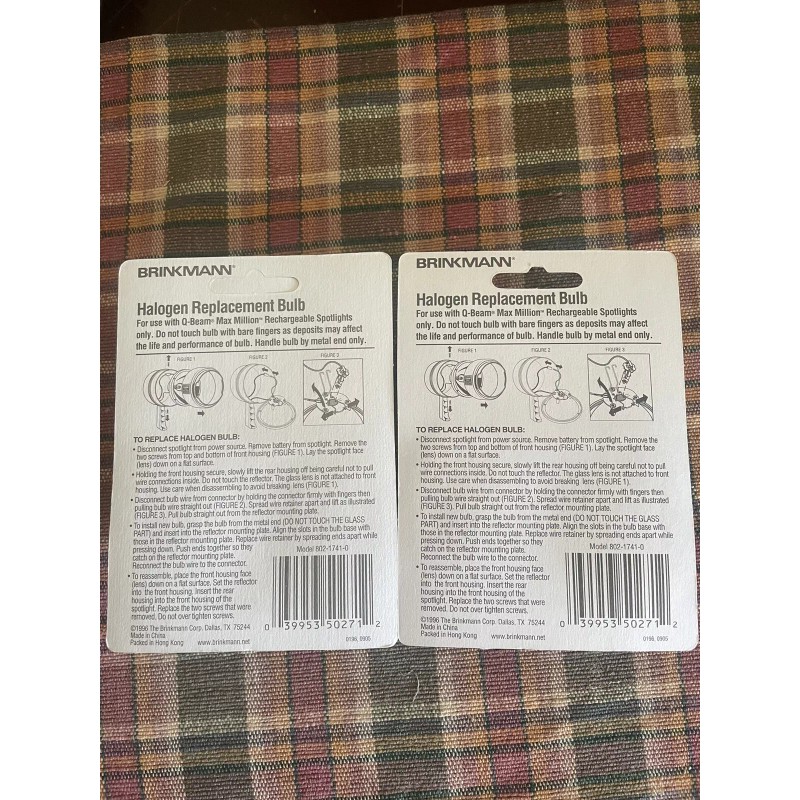 BRINKMANN®
Halogen Replacement Bulb
For use with Q-Beam® Max Million™ Rechargeable Spotlights
only. Do not touch bulb with bare fingers as deposits may affect
the life and performance of bulb. Handle bulb by metal end only.
FIGURE 1 FIGURE 2 FIGURE 3
TO REPLACE HALOGEN BULB:
• Disconnect spotlight from power source. Remove battery from spotlight. Remove the
two screws from top and bottom of front housing (FIGURE 1). Lay the spotlight face
(lens) down on a flat surface.
• Holding the front housing secure, slowly lift the rear housing off being careful not to pull
wire connections inside. Do not touch the reflector. The glass lens is not attached to front
housing. Use care when disassembling to avoid breaking lens (FIGURE 1).
• Disconnect bulb wire from connector by holding the connector firmly with fingers then
pulling bulb wire straight out (FIGURE 2). Spread wire retainer apart and lift as illustrated
(FIGURE 3). Pull bulb straight out from the reflector mounting plate.
• To install new bulb, grasp the bulb from the metal end (DO NOT TOUCH THE GLASS
PART) and insert into the reflector mounting plate. Align the slots in the bulb base with
those in the reflector mounting plate. Replace wire retainer by spreading ends apart while
pressing down. Push ends together so they
catch on the reflector mounting plate.
Reconnect the bulb wire to the connector.
• To reassemble, place the front housing face
(lens) down on a flat surface. Set the reflector
into the front housing. Insert the rear
housing into the front housing of the
spotlight. Replace the two screws that were
removed. Do not over tighten screws.
Model 802-1741-0
0 39953 50271 2
©1996 The Brinkmann Corp. Dallas, TX 75244
Made in China
Packed in Hong Kong www.brinkmann.net 0196, 0905
BRINKMANN®
Halogen Replacement Bulb
For use with Q-Beam® Max Million™ Rechargeable Spotlights
only. Do not touch bulb with bare fingers as deposits may affect
the life and performance of bulb. Handle bulb by metal end only.
FIGURE 1 FIGURE 2 FIGURE 3
TO REPLACE HALOGEN BULB:
• Disconnect spotlight from power source. Remove battery from spotlight. Remove the
two screws from top and bottom of front housing (FIGURE 1). Lay the spotlight face
(lens) down on a flat surface.
• Holding the front housing secure, slowly lift the rear housing off being careful not to pull
wire connections inside. Do not touch the reflector. The glass lens is not attached to front
housing. Use care when disassembling to avoid breaking lens (FIGURE 1).
• Disconnect bulb wire from connector by holding the connector firmly with fingers then
pulling bulb wire straight out (FIGURE 2). Spread wire retainer apart and lift as illustrated
(FIGURE 3). Pull bulb straight out from the reflector mounting plate.
• To install new bulb, grasp the bulb from the metal end (DO NOT TOUCH THE GLASS
PART) and insert into the reflector mounting plate. Align the slots in the bulb base with
those in the reflector mounting plate. Replace wire retainer by spreading ends apart while
pressing down. Push ends together so they
catch on the reflector mounting plate.
Reconnect the bulb wire to the connector.
• To reassemble, place the front housing face
(lens) down on a flat surface. Set the reflector
into the front housing. Insert the rear
housing into the front housing of the
spotlight. Replace the two screws that were
removed. Do not over tighten screws.
Model 802-1741-0
0 39953 50271 2
©1996 The Brinkmann Corp. Dallas, TX 75244
Made in China
Packed in Hong Kong www.brinkmann.net 0196, 0905